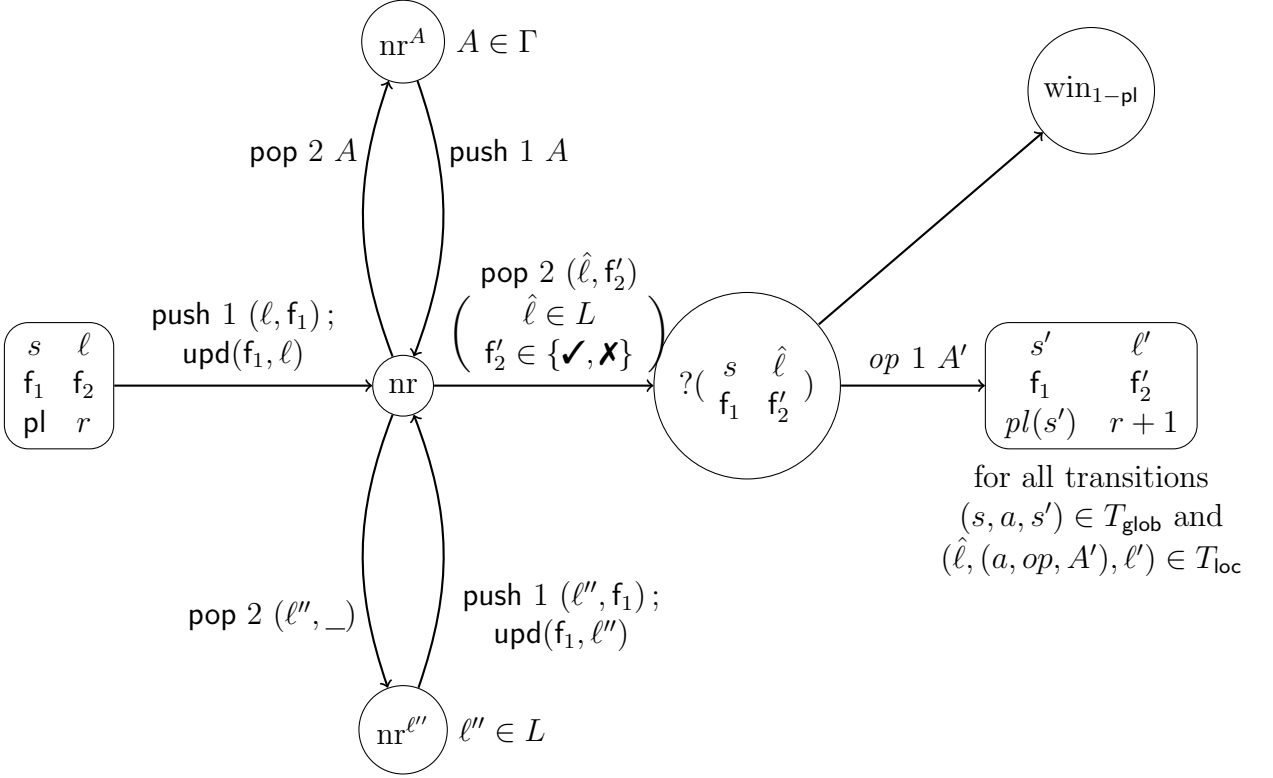 nr^A A ∈ Γ
win_{1−pl}
pop 2 A
push 1 A
pop 2 (ℓ̂, f′_2)
ℓ̂ ∈ L
f′_2 ∈ {✓, ✗}
push 1 (ℓ, f_1) ;
upd(f_1, ℓ)
s ℓ
f_1 f_2
pl r
nr
?( s ℓ̂ )
f_1 f′_2
op 1 A′
s′ ℓ′
f_1 f′_2
pl(s′) r + 1
for all transitions
(s, a, s′) ∈ T_glob and
(ℓ̂, (a, op, A′), ℓ′) ∈ T_loc
pop 2 (ℓ″, _)
push 1 (ℓ″, f_1) ;
upd(f_1, ℓ″)
nr^{ℓ″} ℓ″ ∈ L